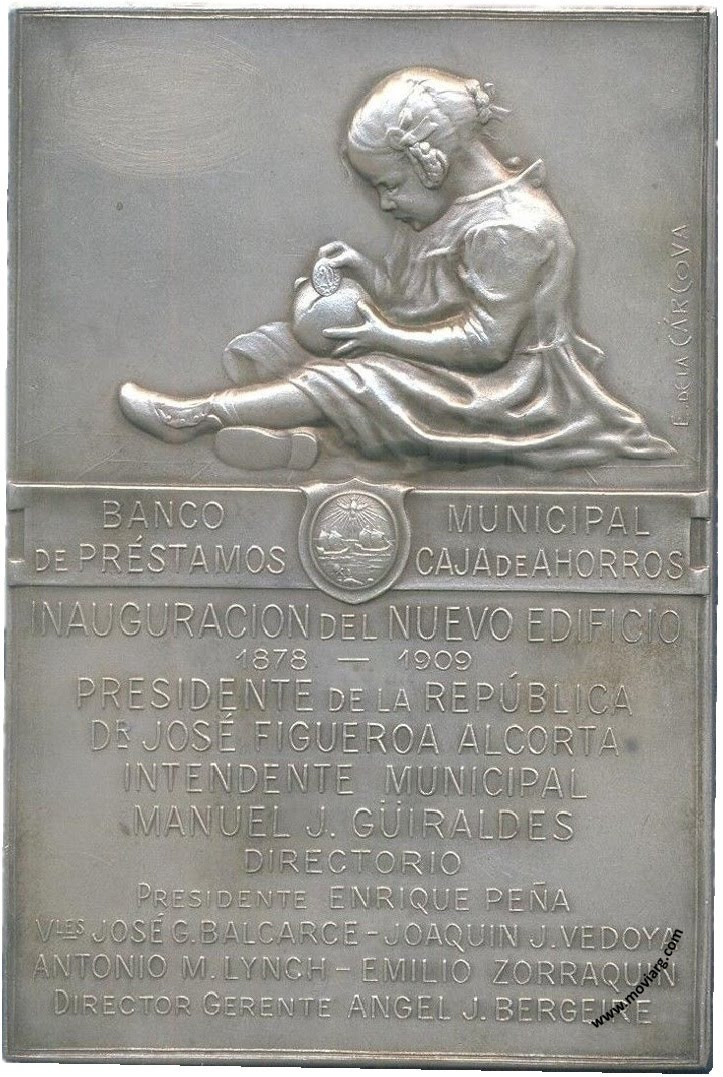 E. DE LA CÁRCOVA
BANCO MUNICIPAL
DE PRÉSTAMOS CAJA DE AHORROS
INAUGURACION DEL NUEVO EDIFICIO
1878 — 1909
PRESIDENTE DE LA REPÚBLICA
DR JOSÉ FIGUEROA ALCORTA
INTENDENTE MUNICIPAL
MANUEL J. GÜIRALDES
DIRECTORIO
PRESIDENTE ENRIQUE PEÑA
VLES JOSÉ G. BALCARCE - JOAQUIN J. VEDOYA
ANTONIO M. LYNCH - EMILIO ZORRAQUIN
DIRECTOR GERENTE ANGEL J. BERGEIRE
www.moviarg.com